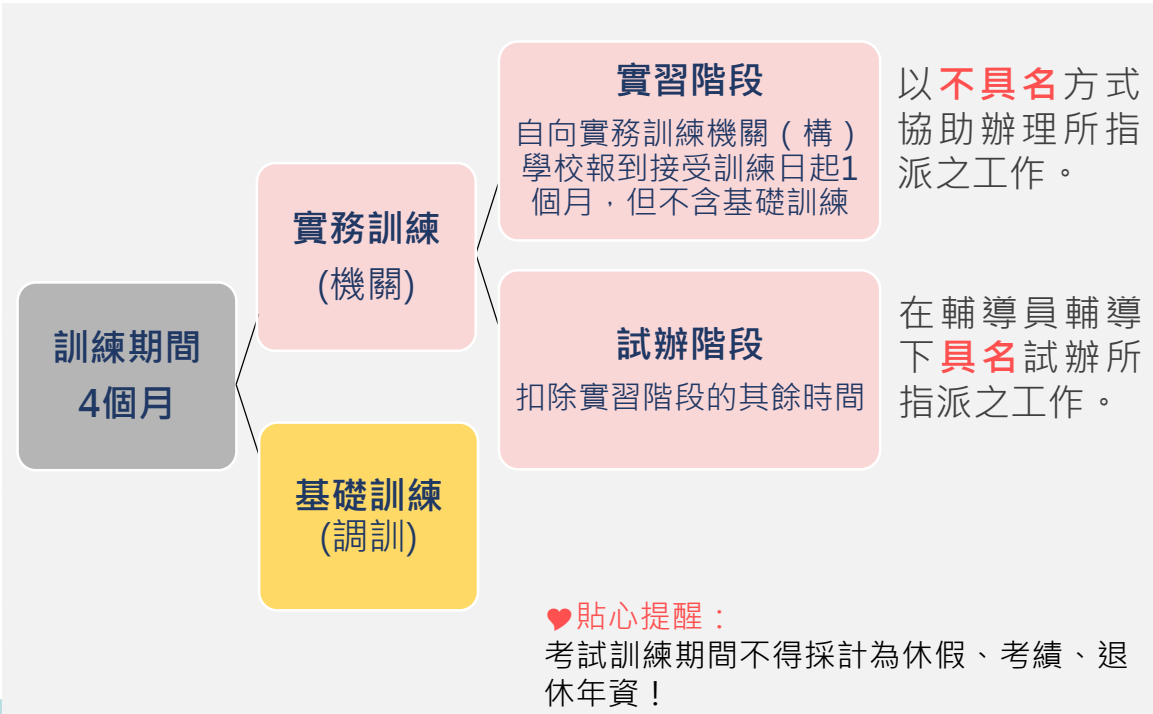 訓練期間
4個月
實務訓練
(機關)
基礎訓練
(調訓)
實習階段
自向實務訓練機關（構）
學校報到接受訓練日起1
個月，但不含基礎訓練
以不具名方式
協助辦理所指
派之工作。
試辦階段
扣除實習階段的其餘時間
在輔導員輔導
下具名試辦所
指派之工作。
♥貼心提醒：
考試訓練期間不得採計為休假、考績、退
休年資！